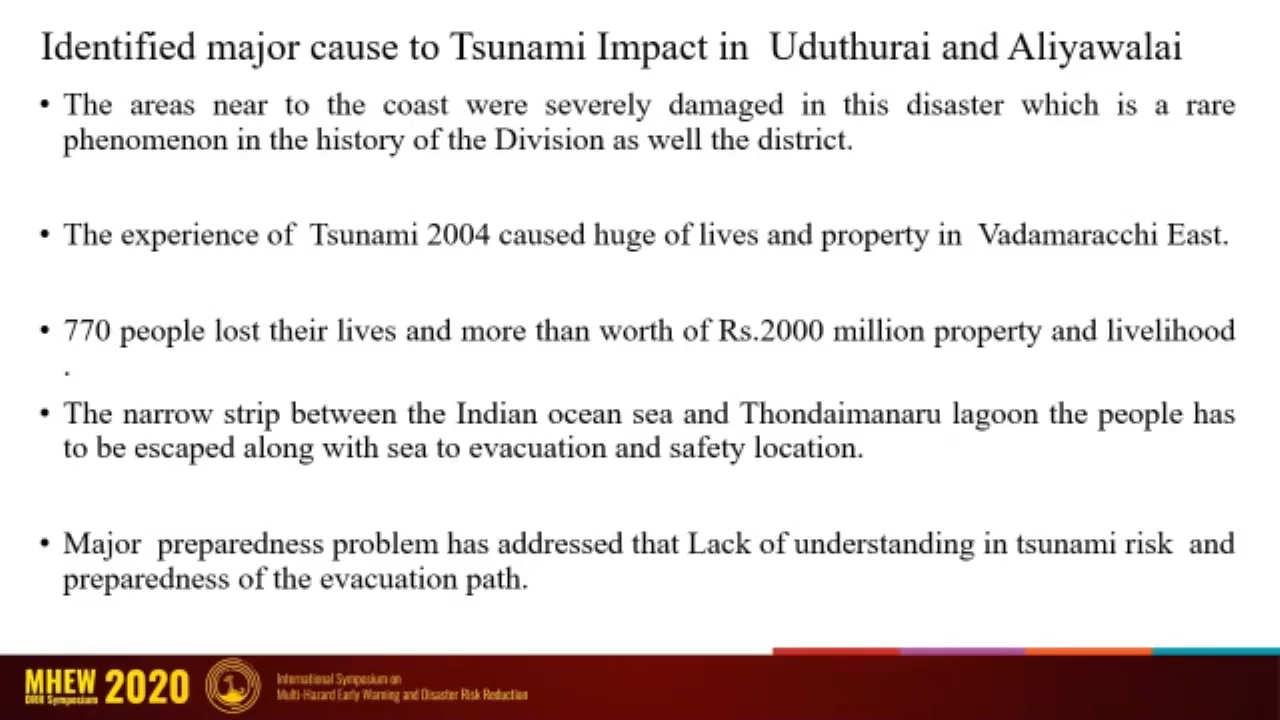 Identified major cause to Tsunami Impact in Uduthurai and Aliyawalai
• The areas near to the coast were severely damaged in this disaster which is a rare
phenomenon in the history of the Division as well the district.
• The experience of Tsunami 2004 caused huge of lives and property in Vadamaracchi East.
• 770 people lost their lives and more than worth of Rs.2000 million property and livelihood
.
• The narrow strip between the Indian ocean sea and Thondaimanaru lagoon the people has
to be escaped along with sea to evacuation and safety location.
• Major preparedness problem has addressed that Lack of understanding in tsunami risk and
preparedness of the evacuation path.
MHEW 2020
DRR Symposium
International Symposium on
Multi-Hazard Early Warning and Disaster Risk Reduction